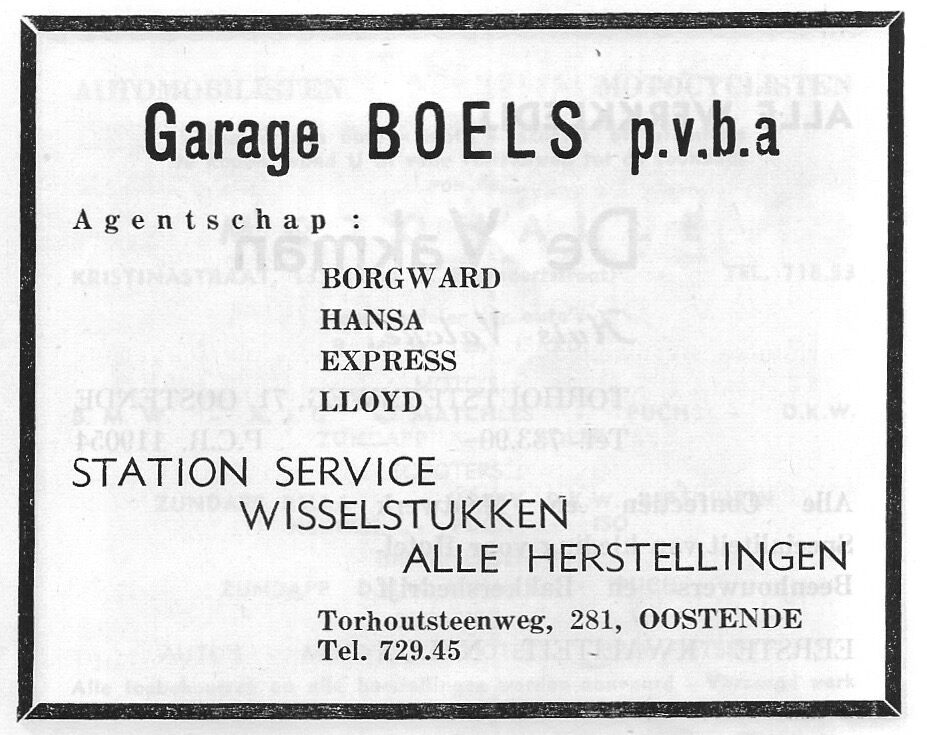 Garage BOELS p.v.b.a
Agentschap :
BORGWARD
HANSA
EXPRESS
LLOYD
STATION SERVICE
WISSELSTUKKEN
ALLE HERSTELLINGEN
Torhoutsteenweg, 281, OOSTENDE
Tel. 729.45